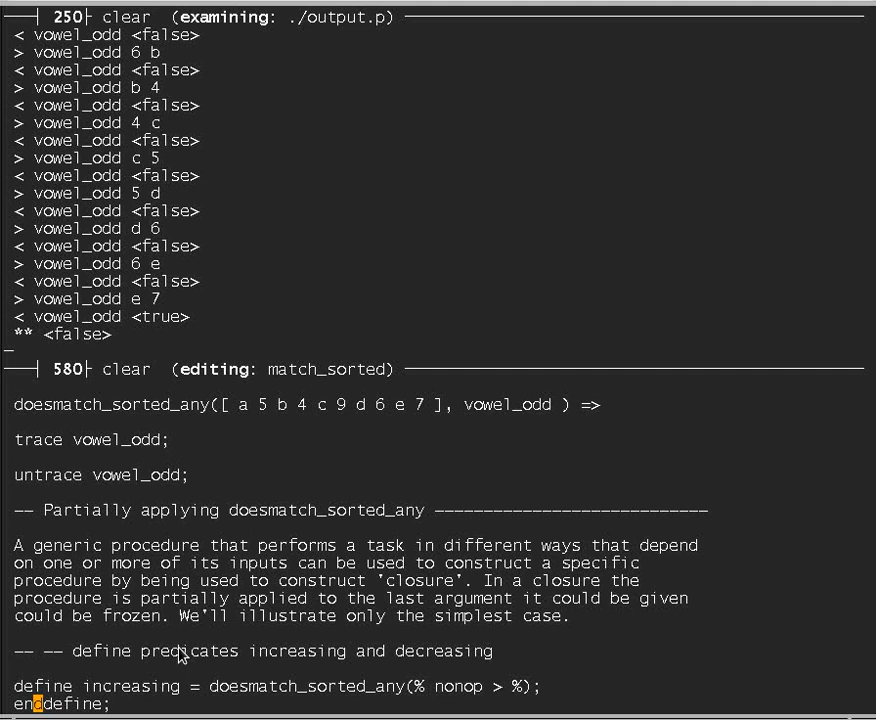 250 clear (examining: ./output.p)
< vowel_odd <false>
> vowel_odd 6 b
< vowel_odd <false>
> vowel_odd b 4
< vowel_odd <false>
> vowel_odd 4 c
< vowel_odd <false>
> vowel_odd c 5
< vowel_odd <false>
> vowel_odd 5 d
< vowel_odd <false>
> vowel_odd d 6
< vowel_odd <false>
> vowel_odd 6 e
< vowel_odd <false>
> vowel_odd e 7
< vowel_odd <true>
** <false>
580 clear (editing: match_sorted)
doesmatch_sorted_any([ a 5 b 4 c 9 d 6 e 7 ], vowel_odd ) =>
trace vowel_odd;
untrace vowel_odd;
-- Partially applying doesmatch_sorted_any ----------------------------
A generic procedure that performs a task in different ways that depend
on one or more of its inputs can be used to construct a specific
procedure by being used to construct 'closure'. In a closure the
procedure is partially applied to the last argument it could be given
could be frozen. We'll illustrate only the simplest case.
-- -- define predicates increasing and decreasing
define increasing = doesmatch_sorted_any(% nonop > %);
enddefine;